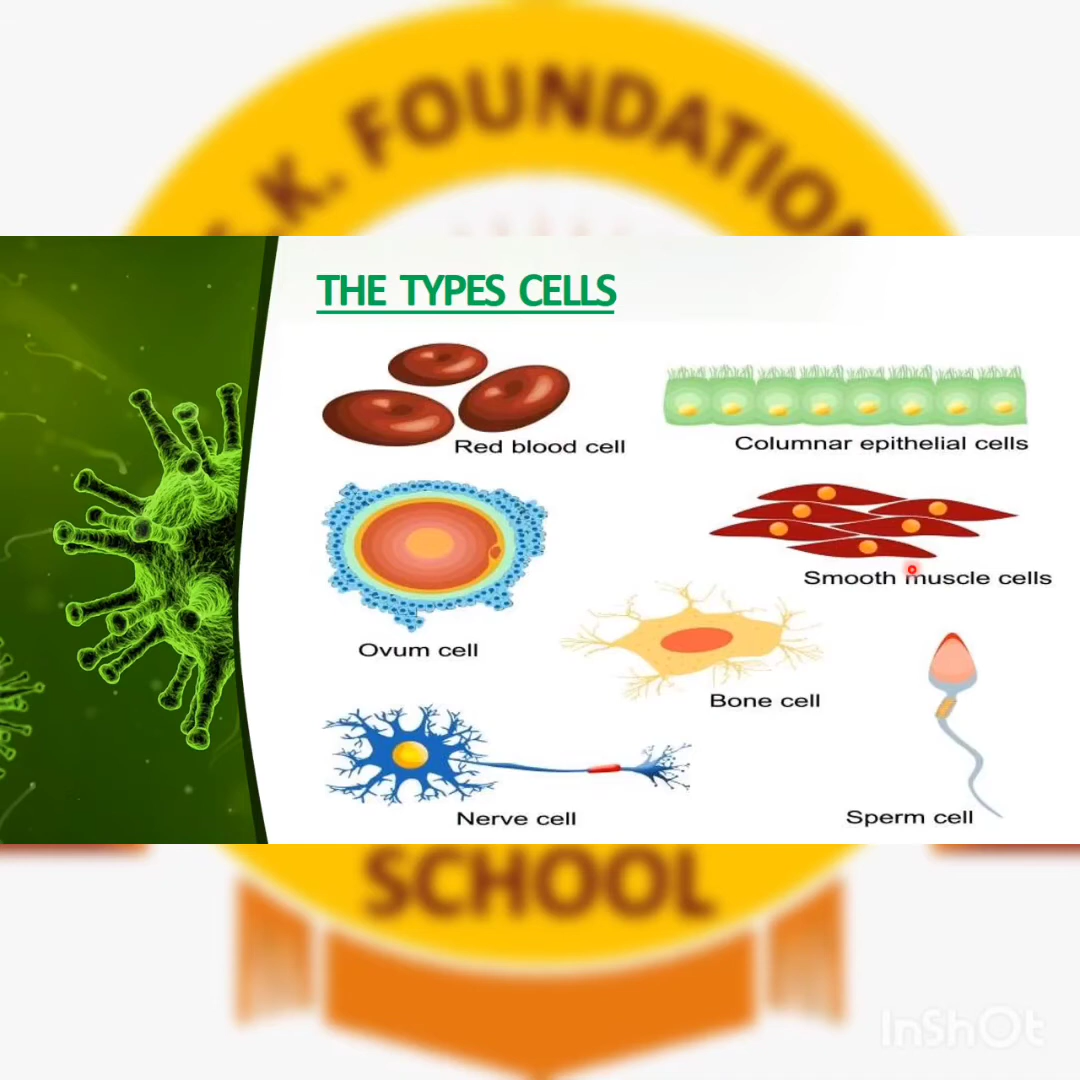 K. FOUNDATION
THE TYPES CELLS
Red blood cell
Columnar epithelial cells
Smooth muscle cells
Ovum cell
Bone cell
Nerve cell
Sperm cell
SCHOOL
InShOt